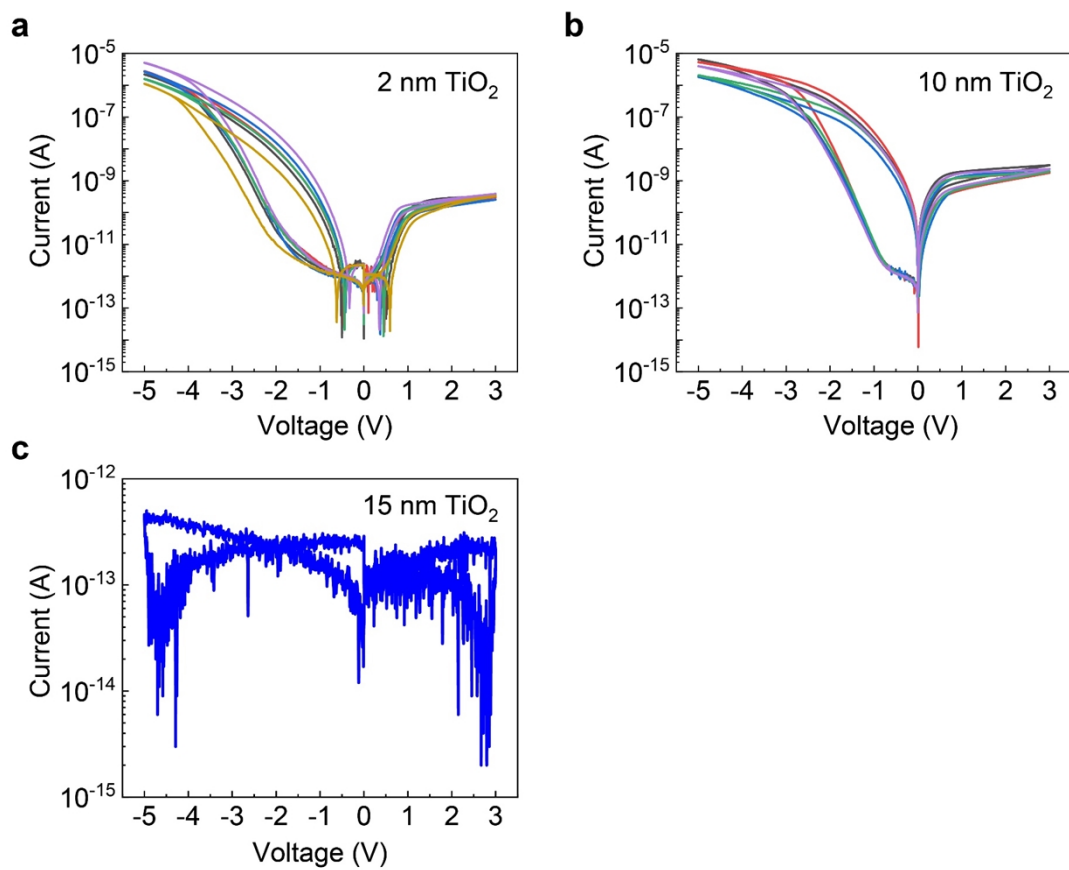 a
10⁻⁵
10⁻⁷
10⁻⁹
10⁻¹¹
10⁻¹³
10⁻¹⁵
Current (A)
2 nm TiO₂
-5 -4 -3 -2 -1 0 1 2 3
Voltage (V)
b
10⁻⁵
10⁻⁷
10⁻⁹
10⁻¹¹
10⁻¹³
10⁻¹⁵
Current (A)
10 nm TiO₂
-5 -4 -3 -2 -1 0 1 2 3
Voltage (V)
c
10⁻¹²
10⁻¹³
10⁻¹⁴
10⁻¹⁵
Current (A)
15 nm TiO₂
-5 -4 -3 -2 -1 0 1 2 3
Voltage (V)